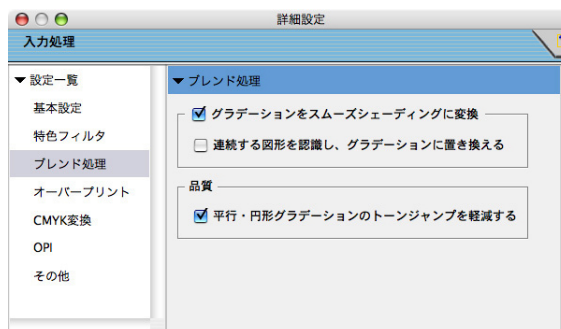 詳細設定
入力処理
▼ 設定一覧
基本設定
特色フィルタ
ブレンド処理
オーバープリント
CMYK変換
OPI
その他
▼ ブレンド処理
グラデーションをスムーズシェーディングに変換
連続する図形を認識し、グラデーションに置き換える
品質
平行・円形グラデーションのトーンジャンプを軽減する